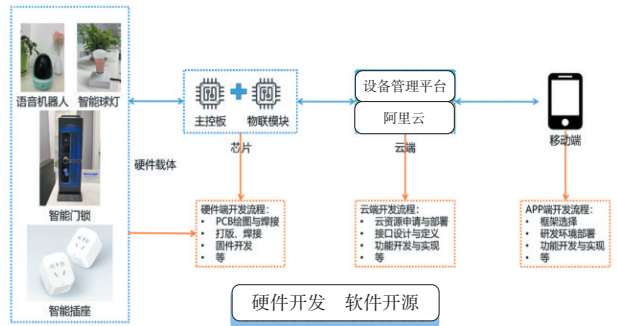 语音机器人 智能球灯
智能门锁
智能插座
硬件载体
主控板 物联模块
芯片
设备管理平台
阿里云
云端
移动端
硬件端开发流程：
• PCB绘图与焊接
• 打版、焊接
• 固件开发
• 等
云端开发流程：
• 云资源申请与部署
• 接口设计与定义
• 功能开发与实现
• 等
APP端开发流程：
• 框架选择
• 研发环境部署
• 功能开发与实现
• 等
硬件开发 软件开源